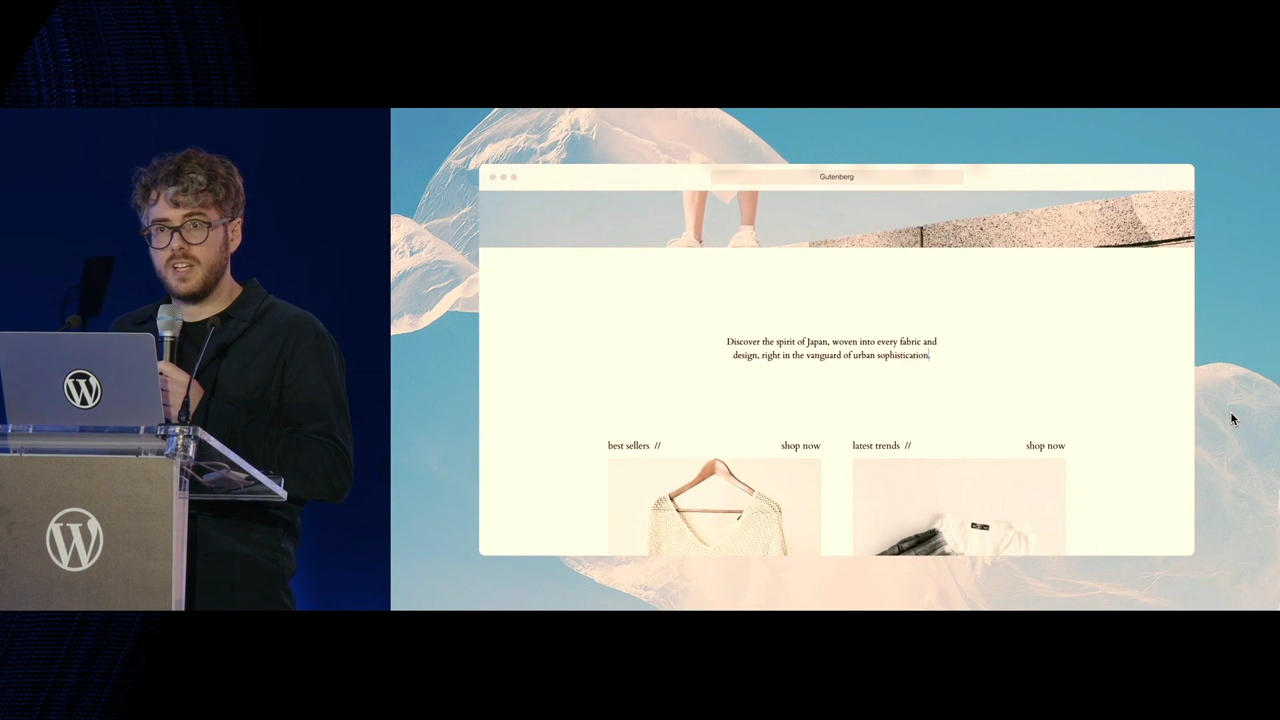 Gutenberg
Discover the spirit of Japan, woven into every fabric and
design, right in the vanguard of urban sophistication.
best sellers //
shop now
latest trends //
shop now